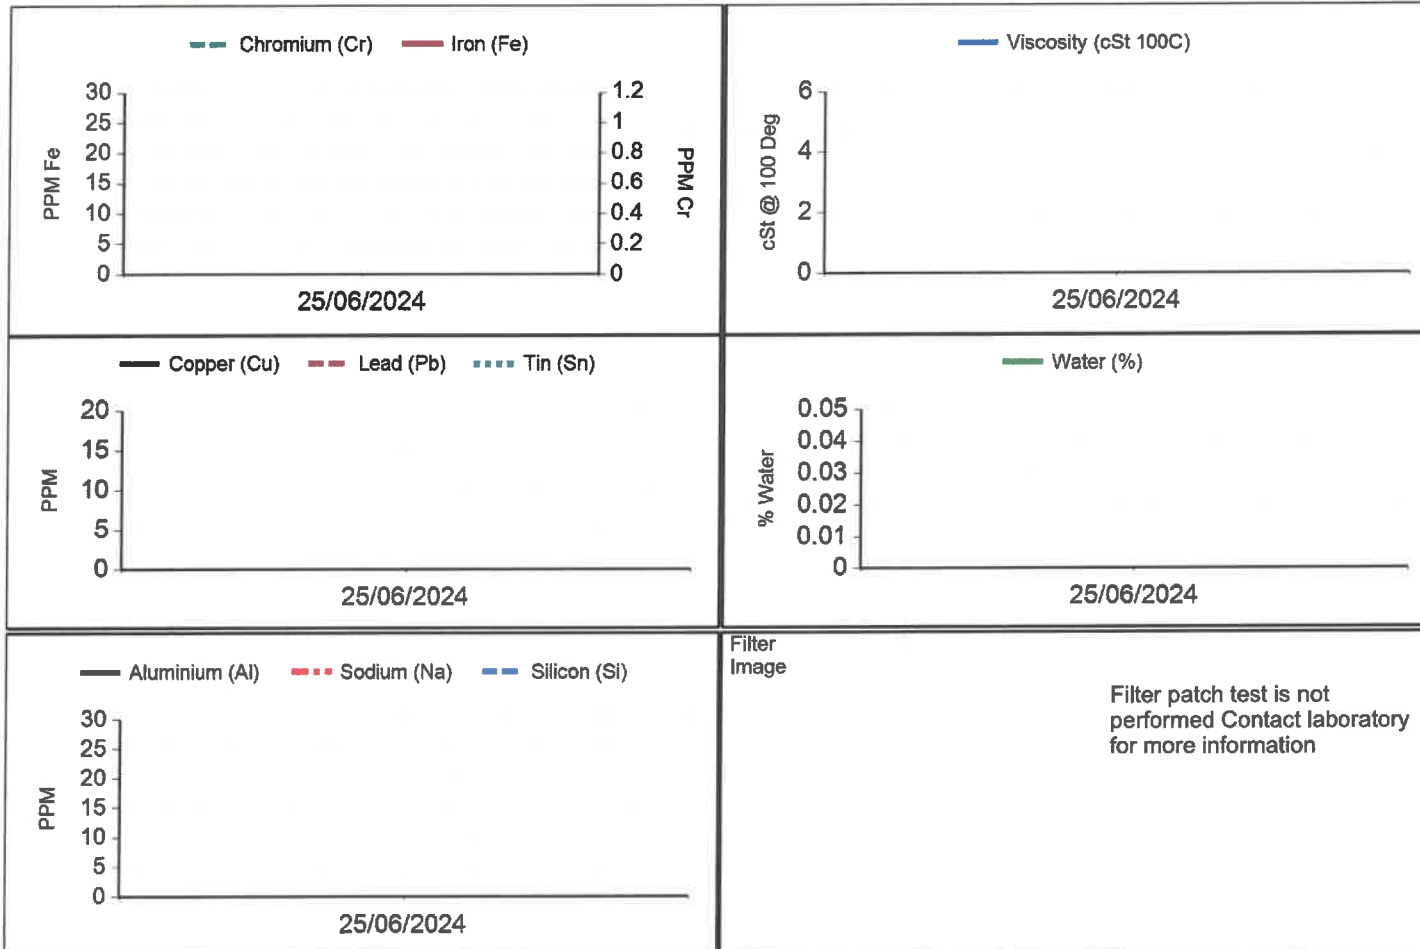 Chromium (Cr) Iron (Fe)
30
25
20
15
10
5
0
PPM Fe
1.2
1
0.8
0.6
0.4
0.2
0
PPM Cr
25/06/2024
Viscosity (cSt 100C)
6
4
2
0
cSt @ 100 Deg
25/06/2024
Copper (Cu) Lead (Pb) Tin (Sn)
20
15
10
5
0
PPM
25/06/2024
Water (%)
0.05
0.04
0.03
0.02
0.01
0
% Water
25/06/2024
Aluminium (Al) Sodium (Na) Silicon (Si)
30
25
20
15
10
5
0
PPM
25/06/2024
Filter
Image
Filter patch test is not
performed Contact laboratory
for more information